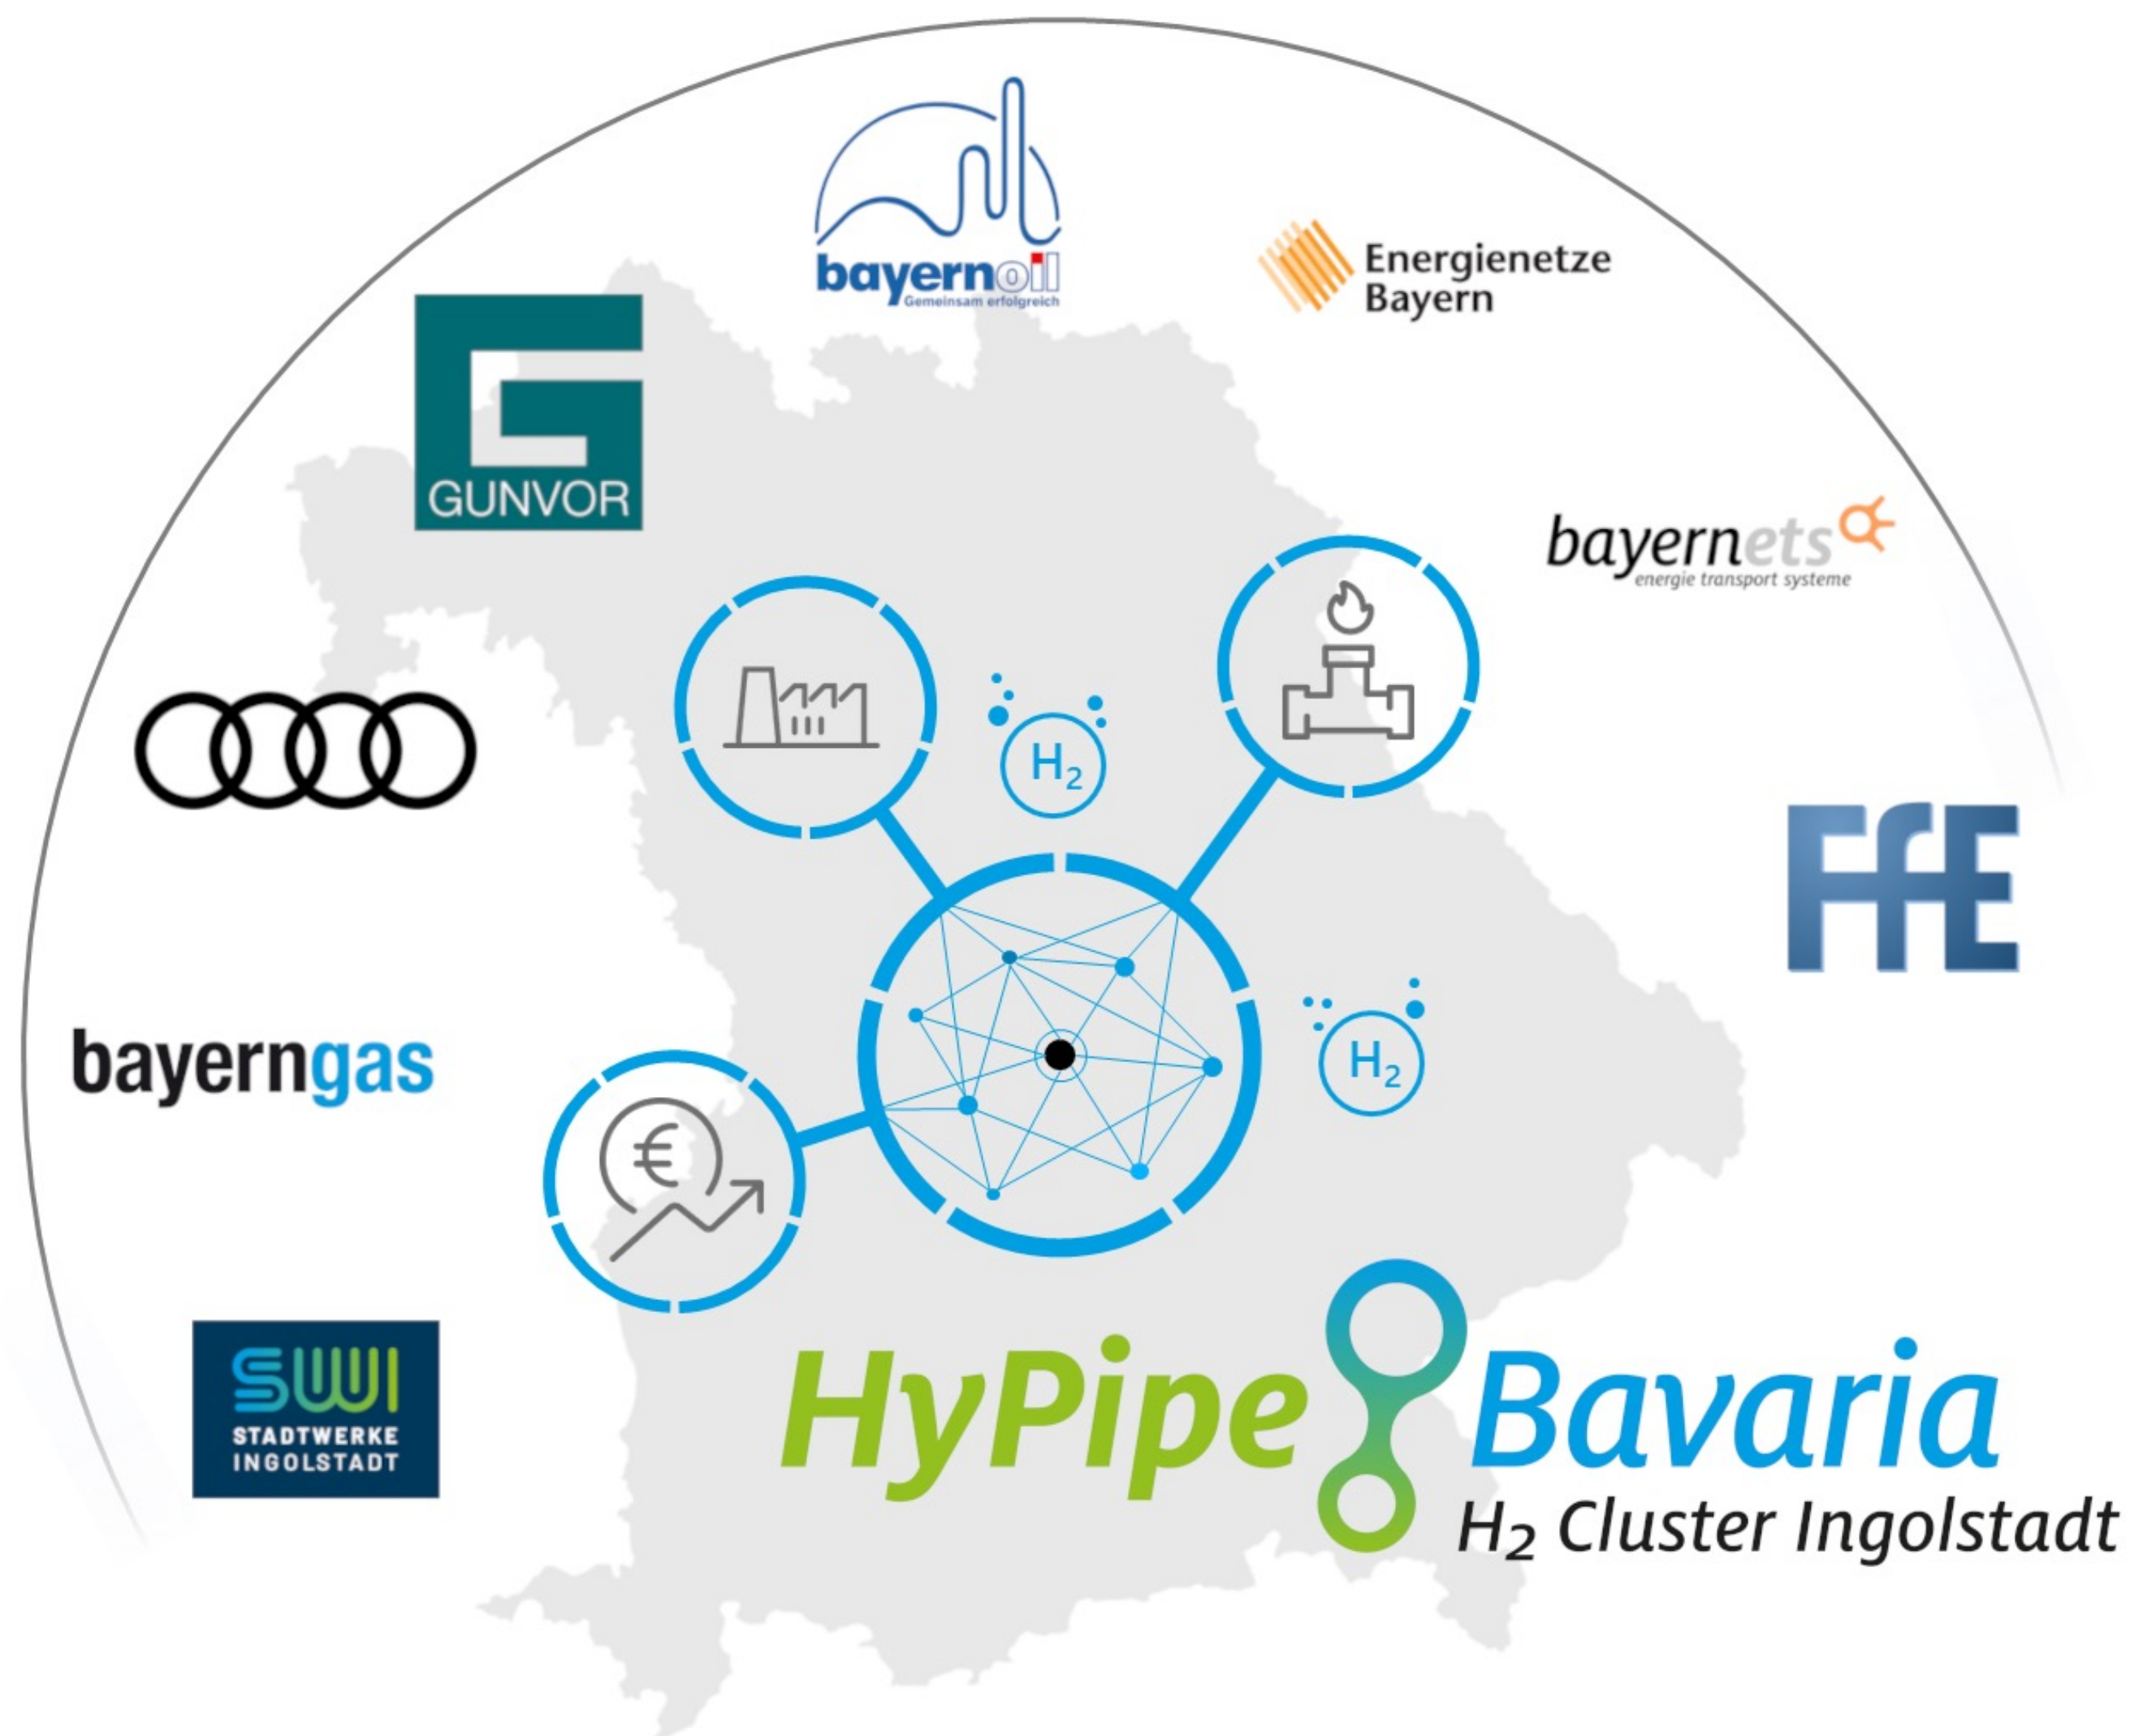 bayernoil
Gemeinsam erfolgreich
Energienetze
Bayern
GUNVOR
bayernets
energie transport systeme
H₂
FfE
H₂
bayerngas
€
SWI
STADTWERKE
INGOLSTADT
HyPipe Bavaria
H₂ Cluster Ingolstadt